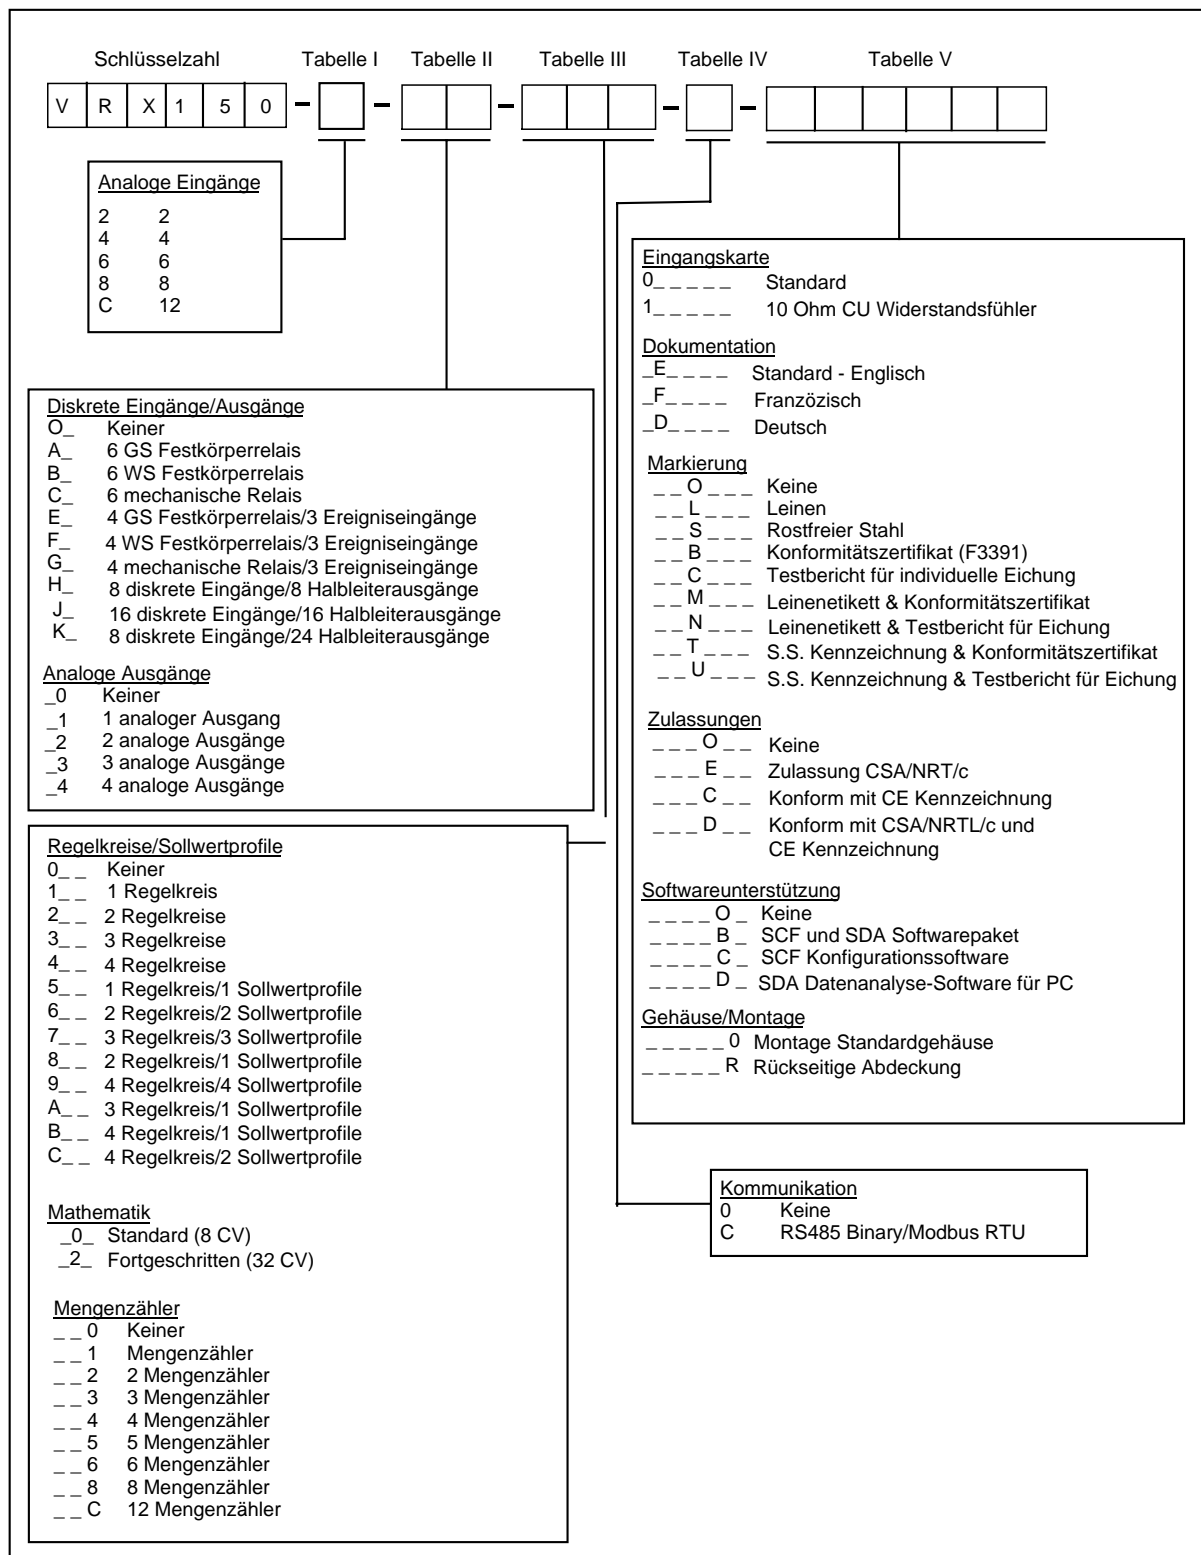 Schlüsselzahl Tabelle I Tabelle II Tabelle III Tabelle IV Tabelle V
V R X 1 5 0 - - - - -
Analoge Eingänge
2 2
4 4
6 6
8 8
C 12
Diskrete Eingänge/Ausgänge
O_ Keiner
A_ 6 GS Festkörperrelais
B_ 6 WS Festkörperrelais
C_ 6 mechanische Relais
E_ 4 GS Festkörperrelais/3 Ereigniseingänge
F_ 4 WS Festkörperrelais/3 Ereigniseingänge
G_ 4 mechanische Relais/3 Ereigniseingänge
H_ 8 diskrete Eingänge/8 Halbleiterausgänge
J_ 16 diskrete Eingänge/16 Halbleiterausgänge
K_ 8 diskrete Eingänge/24 Halbleiterausgänge
Analoge Ausgänge
_0 Keiner
_1 1 analoger Ausgang
_2 2 analoge Ausgänge
_3 3 analoge Ausgänge
_4 4 analoge Ausgänge
Regelkreise/Sollwertprofile
0_ _ Keiner
1_ _ 1 Regelkreis
2_ _ 2 Regelkreise
3_ _ 3 Regelkreise
4_ _ 4 Regelkreise
5_ _ 1 Regelkreis/1 Sollwertprofile
6_ _ 2 Regelkreis/2 Sollwertprofile
7_ _ 3 Regelkreis/3 Sollwertprofile
8_ _ 2 Regelkreis/1 Sollwertprofile
9_ _ 4 Regelkreis/4 Sollwertprofile
A_ _ 3 Regelkreis/1 Sollwertprofile
B_ _ 4 Regelkreis/1 Sollwertprofile
C_ _ 4 Regelkreis/2 Sollwertprofile
Mathematik
_0_ Standard (8 CV)
_2_ Fortgeschritten (32 CV)
Mengenzähler
_ _ 0 Keiner
_ _ 1 Mengenzähler
_ _ 2 2 Mengenzähler
_ _ 3 3 Mengenzähler
_ _ 4 4 Mengenzähler
_ _ 5 5 Mengenzähler
_ _ 6 6 Mengenzähler
_ _ 8 8 Mengenzähler
_ _ C 12 Mengenzähler
Eingangskarte
0_ _ _ _ _ Standard
1_ _ _ _ _ 10 Ohm CU Widerstandsfühler
Dokumentation
_E_ _ _ _ Standard - Englisch
_F_ _ _ _ Französisch
_D_ _ _ _ Deutsch
Markierung
_ _ O _ _ _ Keine
_ _ L _ _ _ Leinen
_ _ S _ _ _ Rostfreier Stahl
_ _ B _ _ _ Konformitätszertifikat (F3391)
_ _ C _ _ _ Testbericht für individuelle Eichung
_ _ M _ _ _ Leinenetikett & Konformitätszertifikat
_ _ N _ _ _ Leinenetikett & Testbericht für Eichung
_ _ T _ _ _ S.S. Kennzeichnung & Konformitätszertifikat
_ _ U _ _ _ S.S. Kennzeichnung & Testbericht für Eichung
Zulassungen
_ _ _ O _ _ Keine
_ _ _ E _ _ Zulassung CSA/NRT/c
_ _ _ C _ _ Konform mit CE Kennzeichnung
_ _ _ D _ _ Konform mit CSA/NRTL/c und
CE Kennzeichnung
Softwareunterstützung
_ _ _ _ O _ Keine
_ _ _ _ B _ SCF und SDA Softwarepaket
_ _ _ _ C _ SCF Konfigurationssoftware
_ _ _ _ D _ SDA Datenanalyse-Software für PC
Gehäuse/Montage
_ _ _ _ _ 0 Montage Standardgehäuse
_ _ _ _ _ R Rückseitige Abdeckung
Kommunikation
0 Keine
C RS485 Binary/Modbus RTU